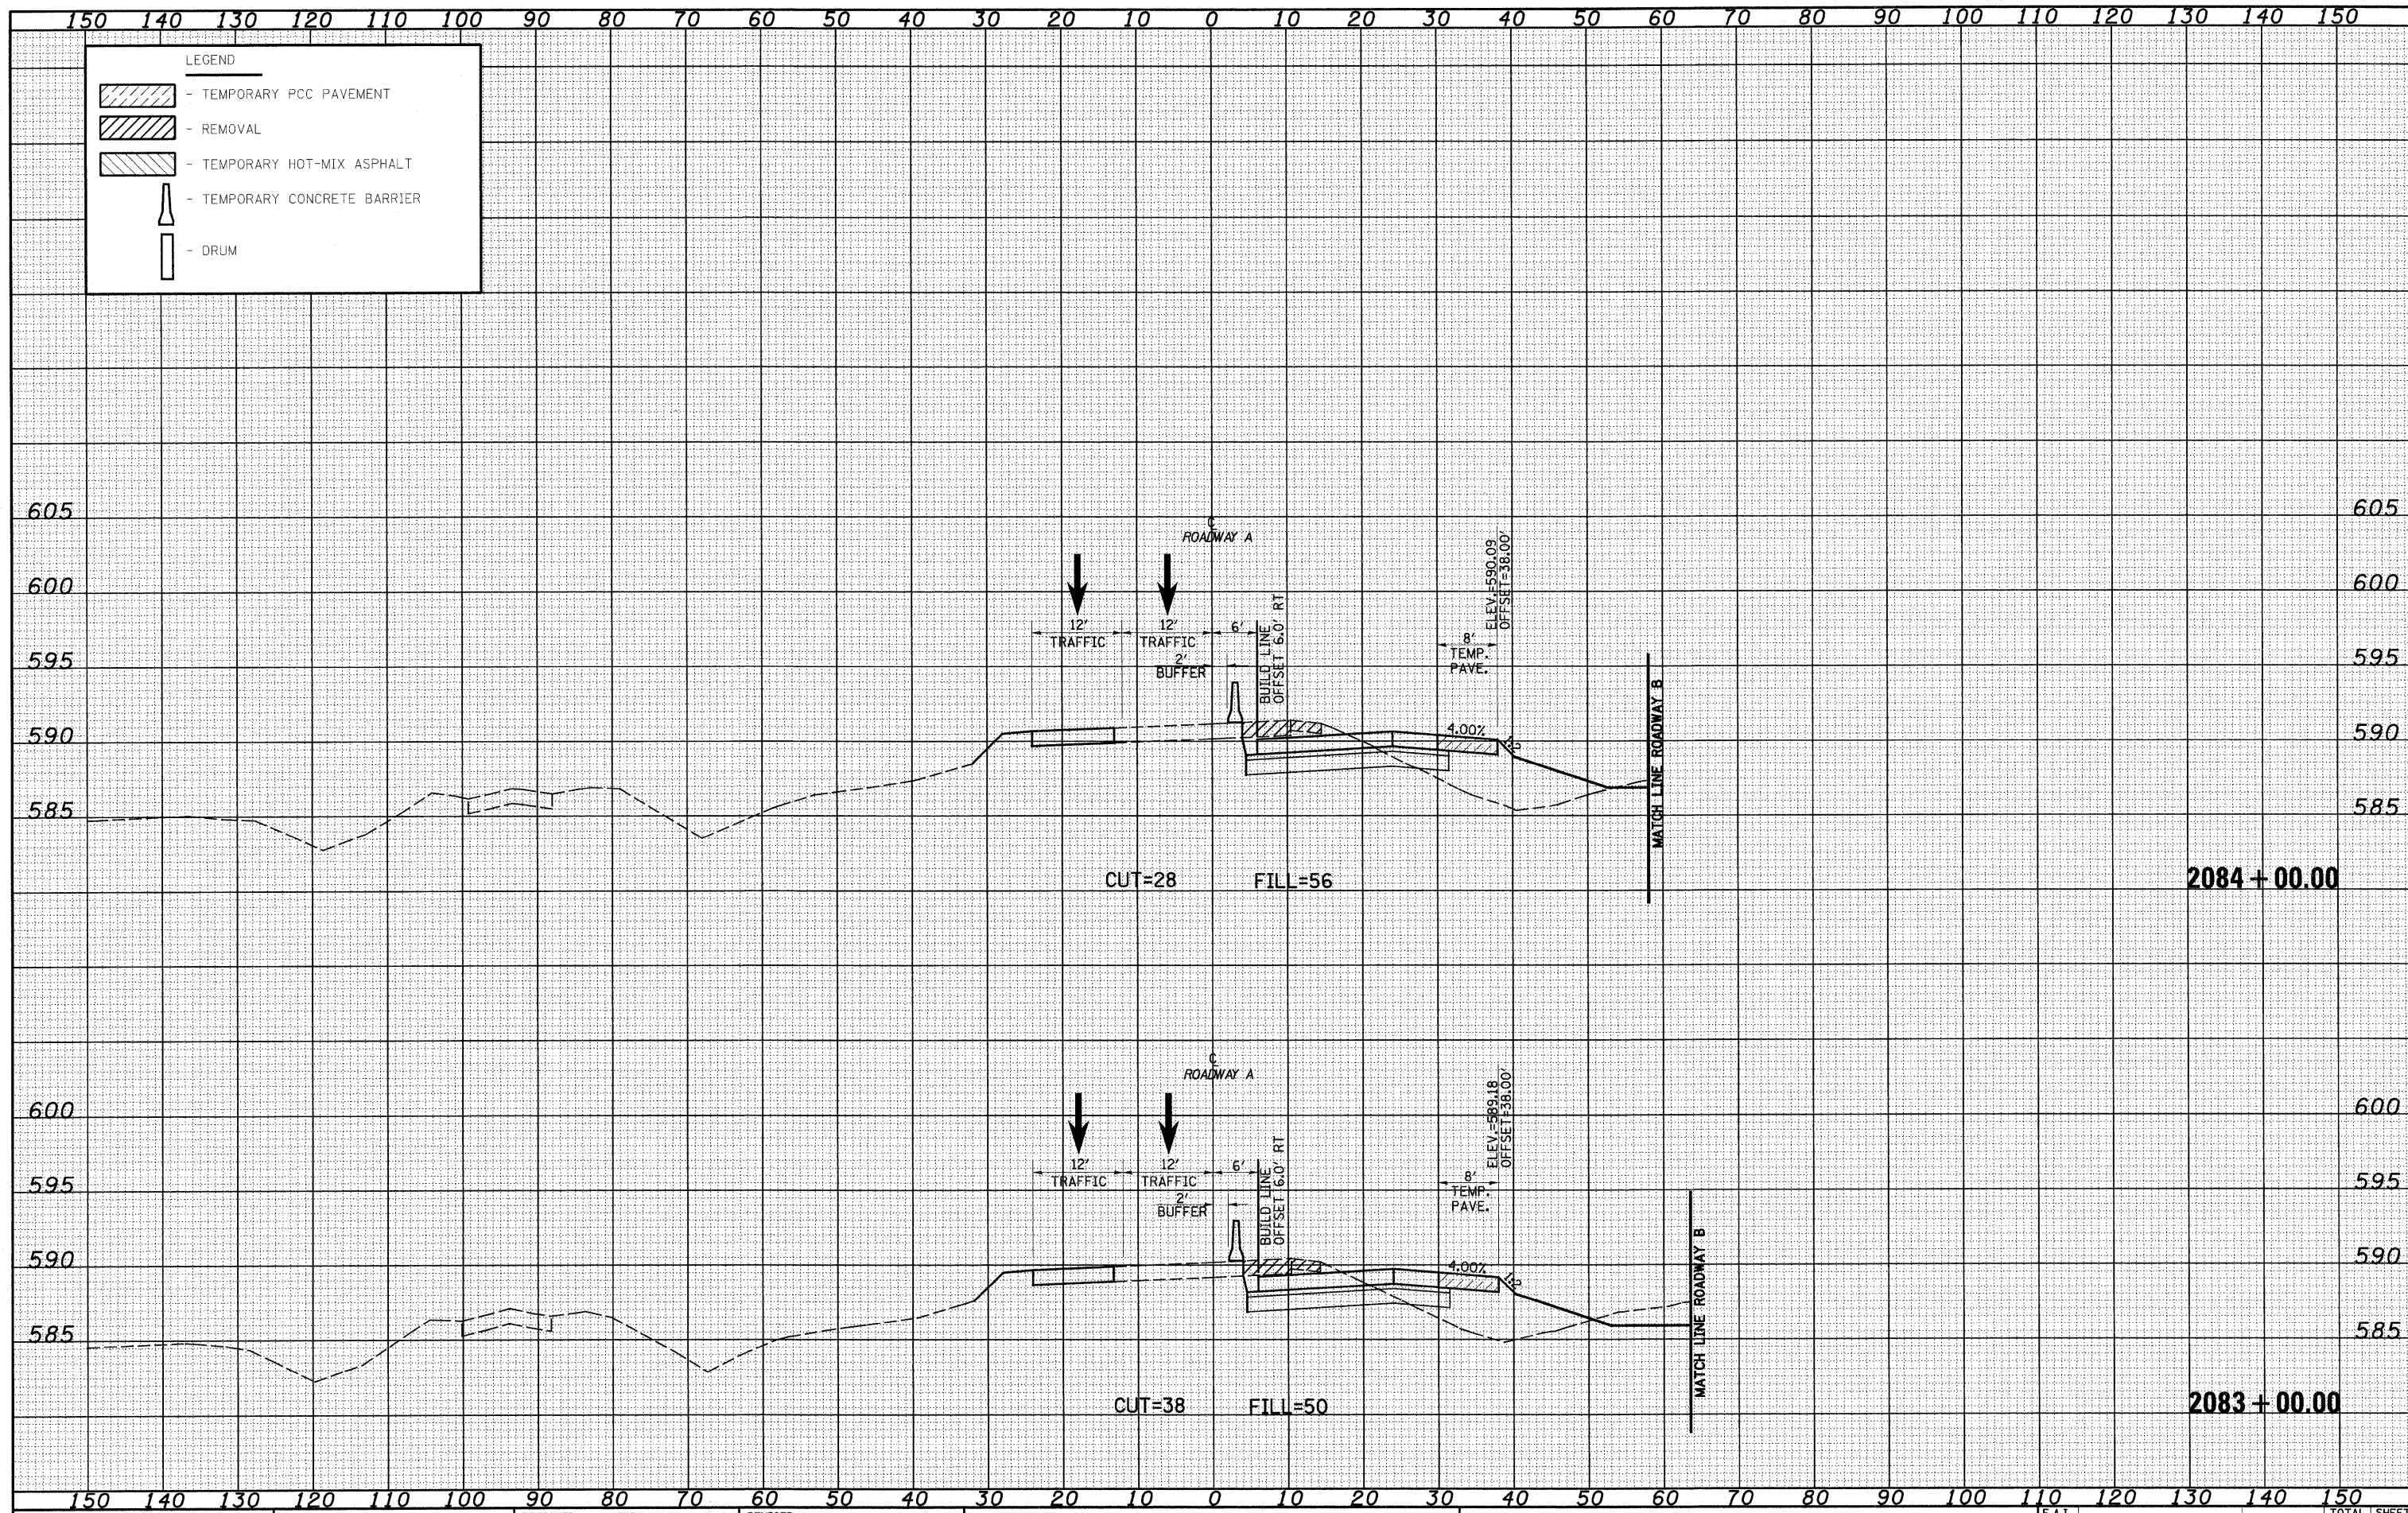 150 140 130 120 110 100 90 80 70 60 50 40 30 20 10 0 10 20 30 40 50 60 70 80 90 100 110 120 130 140 150
LEGEND
- TEMPORARY PCC PAVEMENT
- REMOVAL
- TEMPORARY HOT-MIX ASPHALT
- TEMPORARY CONCRETE BARRIER
- DRUM
605 605
℄
ROADWAY A
600 600
ELEV.=590.09
OFFSET=38.00'
12' 12' 6'
TRAFFIC TRAFFIC
BUILD LINE
OFFSET 6.0' RT
8'
TEMP.
PAVE.
595 595
2'
BUFFER
MATCH LINE ROADWAY B
590 4.00% 590
585 585
CUT=28 FILL=56
2084+00.00
℄
ROADWAY A
600 600
ELEV.=589.18
OFFSET=38.00'
12' 12' 6'
TRAFFIC TRAFFIC
BUILD LINE
OFFSET 6.0' RT
8'
TEMP.
PAVE.
595 595
2'
BUFFER
MATCH LINE ROADWAY B
590 4.00% 590
585 585
CUT=38 FILL=50
2083+00.00
150 140 130 120 110 100 90 80 70 60 50 40 30 20 10 0 10 20 30 40 50 60 70 80 90 100 110 120 130 140 150
F.A.I. TOTAL SHEET